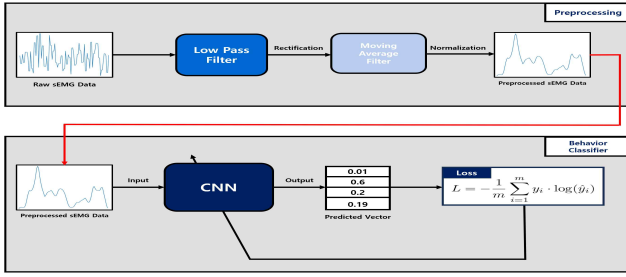 Preprocessing
Low Pass
Filter
Rectification
Moving
Average
Filter
Normalization
Raw sEMG Data
Preprocessed sEMG Data
Behavior
Classifier
Input
CNN
Output
0.01
0.6
0.2
0.19
Loss
L = -\frac{1}{m} \sum_{i=1}^{m} y_i \cdot \log(\hat{y}_i)
Preprocessed sEMG Data
Predicted Vector